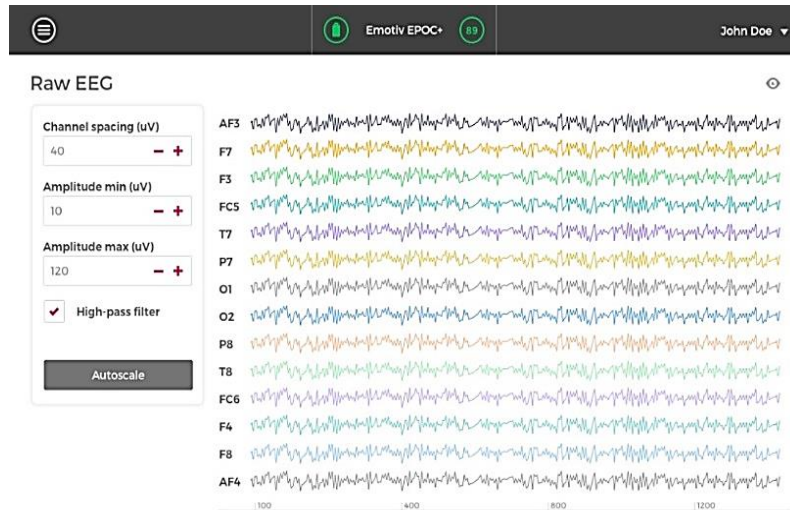 Emotiv EPOC+ 89 John Doe
Raw EEG
Channel spacing (uV)
40
Amplitude min (uV)
10
Amplitude max (uV)
120
High-pass filter
Autoscale
AF3
F7
F3
FC5
T7
P7
O1
O2
P8
T8
FC6
F4
F8
AF4
100 400 800 1200